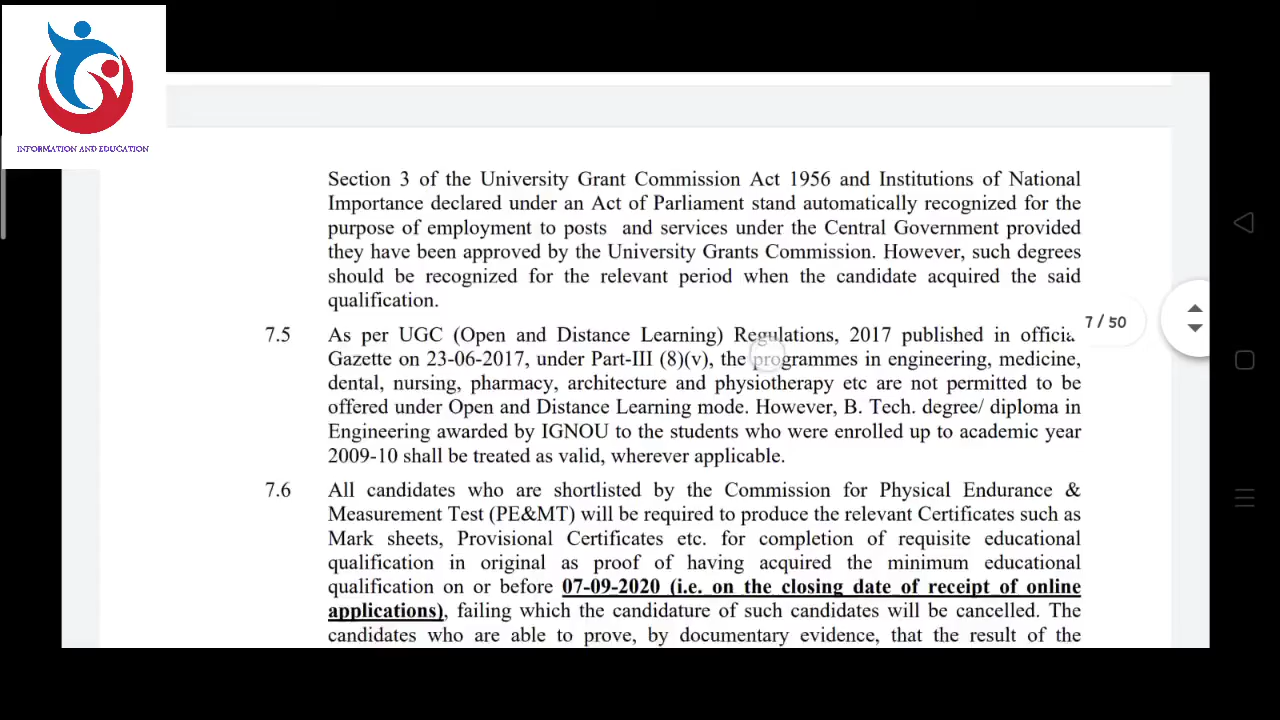 INFORMATION AND EDUCATION
Section 3 of the University Grant Commission Act 1956 and Institutions of National
Importance declared under an Act of Parliament stand automatically recognized for the
purpose of employment to posts and services under the Central Government provided
they have been approved by the University Grants Commission. However, such degrees
should be recognized for the relevant period when the candidate acquired the said
qualification.
7 / 50
7.5 As per UGC (Open and Distance Learning) Regulations, 2017 published in official
Gazette on 23-06-2017, under Part-III (8)(v), the programmes in engineering, medicine,
dental, nursing, pharmacy, architecture and physiotherapy etc are not permitted to be
offered under Open and Distance Learning mode. However, B. Tech. degree/ diploma in
Engineering awarded by IGNOU to the students who were enrolled up to academic year
2009-10 shall be treated as valid, wherever applicable.
7.6 All candidates who are shortlisted by the Commission for Physical Endurance &
Measurement Test (PE&MT) will be required to produce the relevant Certificates such as
Mark sheets, Provisional Certificates etc. for completion of requisite educational
qualification in original as proof of having acquired the minimum educational
qualification on or before 07-09-2020 (i.e. on the closing date of receipt of online
applications), failing which the candidature of such candidates will be cancelled. The
candidates who are able to prove, by documentary evidence, that the result of the